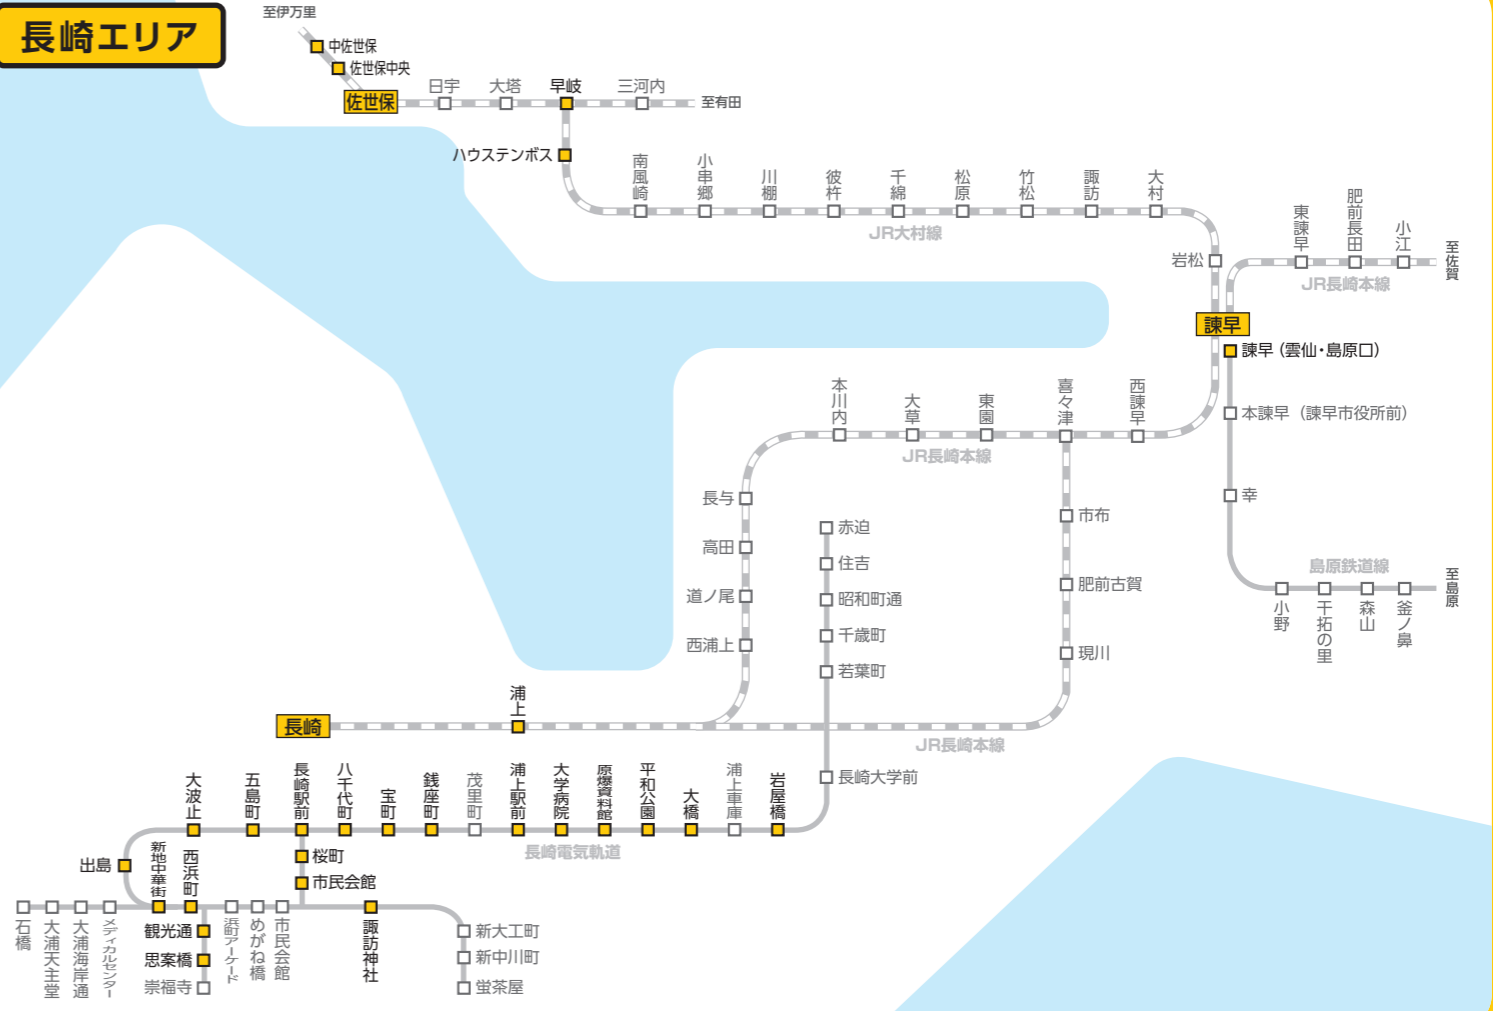 長崎エリア
至伊万里
中佐世保
佐世保中央
佐世保
日宇
大塔
早岐
三河内
至有田
ハウステンボス
南風崎
小串郷
川棚
彼杵
千綿
松原
竹松
諏訪
大村
JR大村線
岩松
東諫早
肥前長田
小江
至佐賀
JR長崎本線
諫早
諫早（雲仙・島原口）
本諫早（諫早市役所前）
幸
島原鉄道線
至島原
小野
干拓の里
森山
釜ノ鼻
本川内
大草
東園
喜々津
西諫早
JR長崎本線
長与
高田
道ノ尾
西浦上
赤迫
住吉
昭和町通
千歳町
若葉町
市布
肥前古賀
現川
長崎
浦上
JR長崎本線
長崎大学前
大波止
五島町
長崎駅前
八千代町
宝町
銭座町
茂里町
浦上駅前
大学病院
原爆資料館
平和公園
大橋
浦上車庫
岩屋橋
長崎電気軌道
出島
新地中華街
西浜町
桜町
市民会館
石橋
大浦天主堂
大浦海岸通
メディカルセンター
観光通
思案橋
崇福寺
浜町アーケード
めがね橋
市民会館
諏訪神社
新大工町
新中川町
蛍茶屋